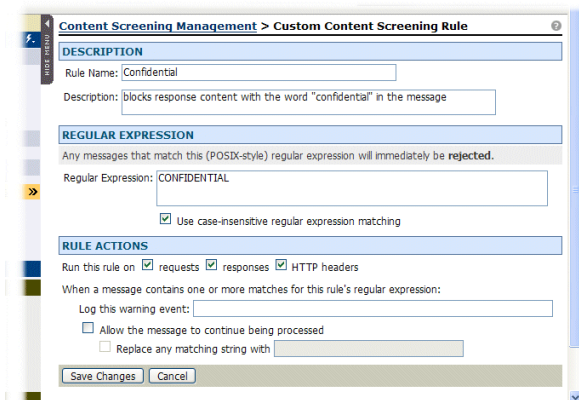 Content Screening Management > Custom Content Screening Rule
HIDE MENU
DESCRIPTION
Rule Name: Confidential
Description: blocks response content with the word "confidential" in the message
REGULAR EXPRESSION
Any messages that match this (POSIX-style) regular expression will immediately be rejected.
Regular Expression: CONFIDENTIAL
Use case-insensitive regular expression matching
RULE ACTIONS
Run this rule on requests responses HTTP headers
When a message contains one or more matches for this rule's regular expression:
Log this warning event:
Allow the message to continue being processed
Replace any matching string with
Save Changes Cancel